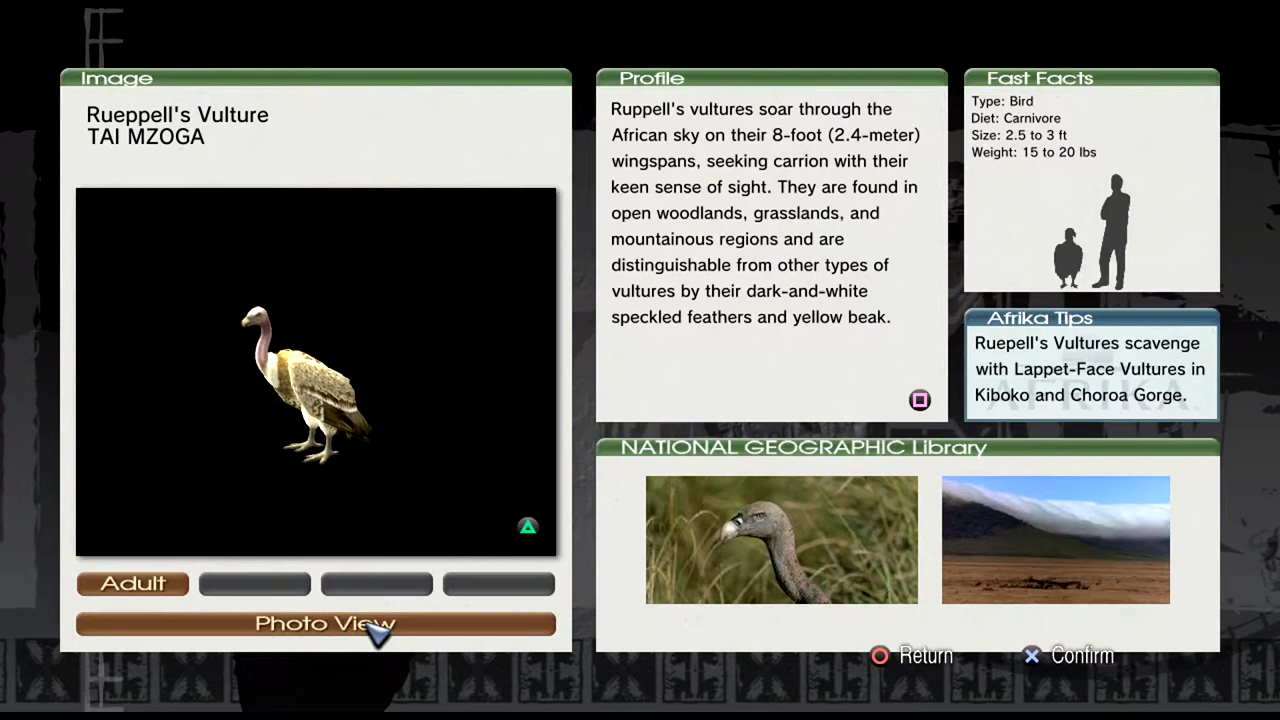 Image
Rueppell's Vulture
TAI MZOGA
Adult
Photo View
Profile
Ruppell's vultures soar through the
African sky on their 8-foot (2.4-meter)
wingspans, seeking carrion with their
keen sense of sight. They are found in
open woodlands, grasslands, and
mountainous regions and are
distinguishable from other types of
vultures by their dark-and-white
speckled feathers and yellow beak.
Fast Facts
Type: Bird
Diet: Carnivore
Size: 2.5 to 3 ft
Weight: 15 to 20 lbs
Afrika Tips
Ruepell's Vultures scavenge
with Lappet-Face Vultures in
Kiboko and Choroa Gorge.
AFRIKA
NATIONAL GEOGRAPHIC Library
Return
Confirm